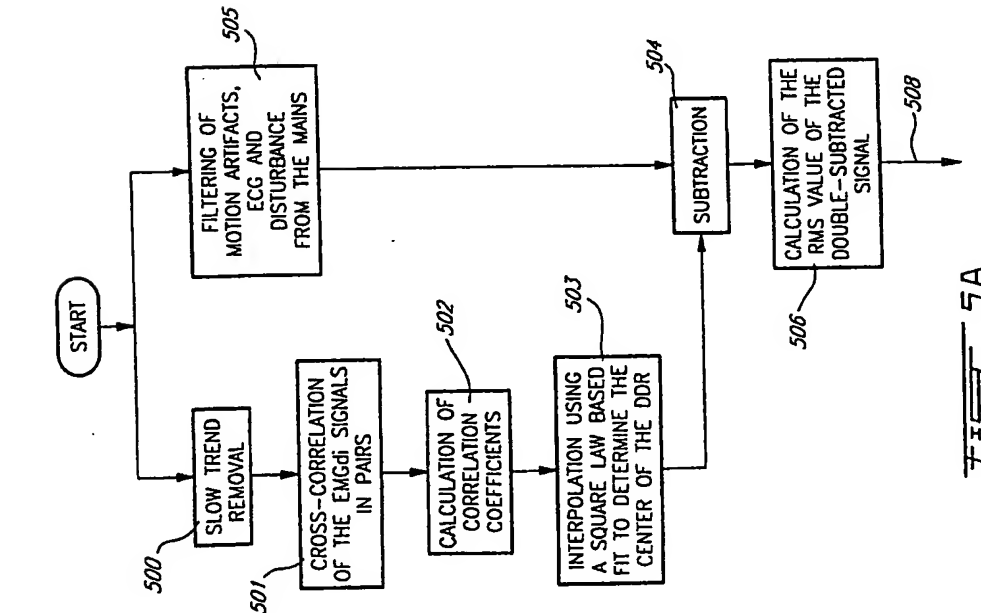 START
SLOW TREND
REMOVAL
500
CROSS-CORRELATION
OF THE EMGdi SIGNALS
IN PAIRS
501
CALCULATION OF
CORRELATION
COEFFICIENTS
502
INTERPOLATION USING
A SQUARE LAW BASED
FIT TO DETERMINE THE
CENTER OF THE DDR
503
FILTERING OF
MOTION ARTIFACTS,
ECG AND
DISTURBANCE
FROM THE MAINS
505
SUBTRACTION
504
CALCULATION OF THE
RMS VALUE OF THE
DOUBLE-SUBTRACTED
SIGNAL
506
508
FIG 5A